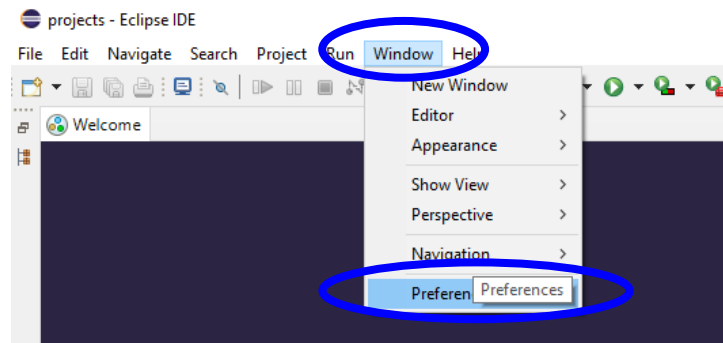 projects - Eclipse IDE
File Edit Navigate Search Project Run Window Help
Welcome
New Window
Editor
Appearance
Show View
Perspective
Navigation
Preferen Preferences